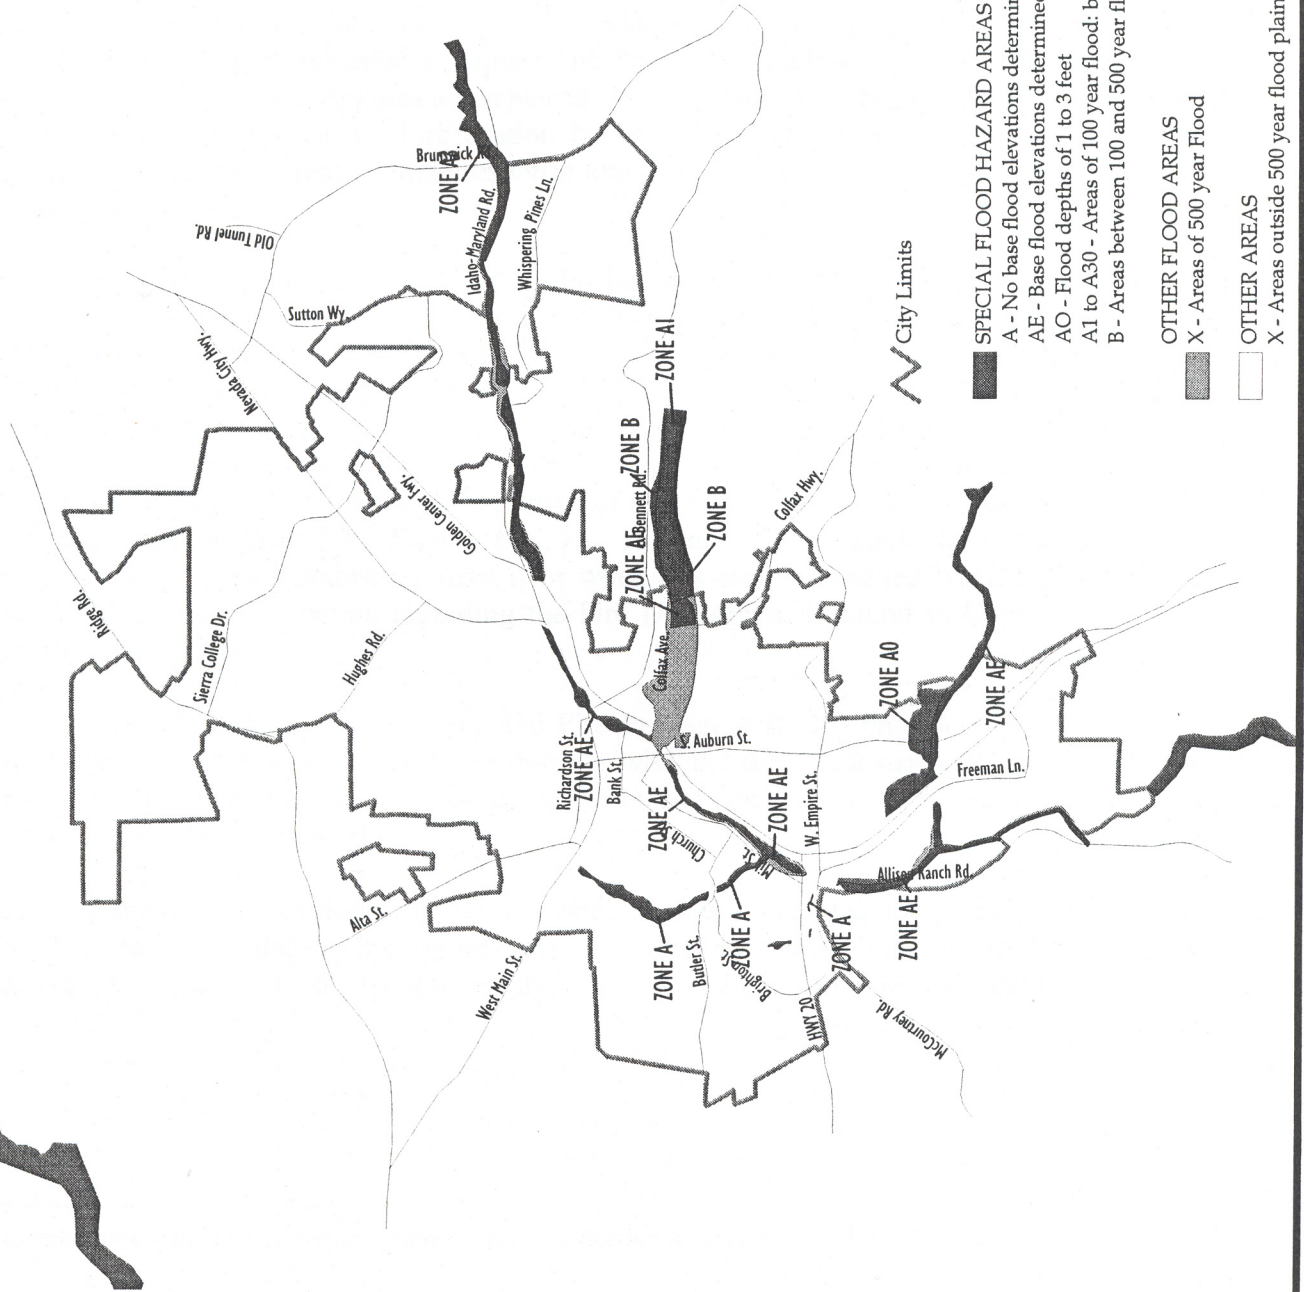 Ridge Rd.
Sierra College Dr.
Hughes Rd.
Alta St.
West Main St.
Nevada City Hwy.
Golden Center Fwy.
Sutton Wy.
Old Tunnel Rd.
Brunswick R
ZONE A
Idaho-Maryland Rd.
Whispering Pines Ln.
ZONE A1
ZONE B
Bennett Rd.
ZONE AE
ZONE B
Colfax Ave.
Colfax Hwy.
Richardson St.
ZONE AE
Bank St.
S. Auburn St.
ZONE AE
Church S
Mill St.
ZONE AE
W. Empire St.
ZONE A
Butler St.
ZONE A
Brighton St.
HWY 20
ZONE A
McCourtney Rd.
Allison Ranch Rd.
ZONE AE
Freeman Ln.
ZONE AE
ZONE AO
City Limits
SPECIAL FLOOD HAZARD AREAS
A - No base flood elevations determin
AE - Base flood elevations determined
AO - Flood depths of 1 to 3 feet
A1 to A30 - Areas of 100 year flood: b
B - Areas between 100 and 500 year fl
OTHER FLOOD AREAS
X - Areas of 500 year Flood
OTHER AREAS
X - Areas outside 500 year flood plain